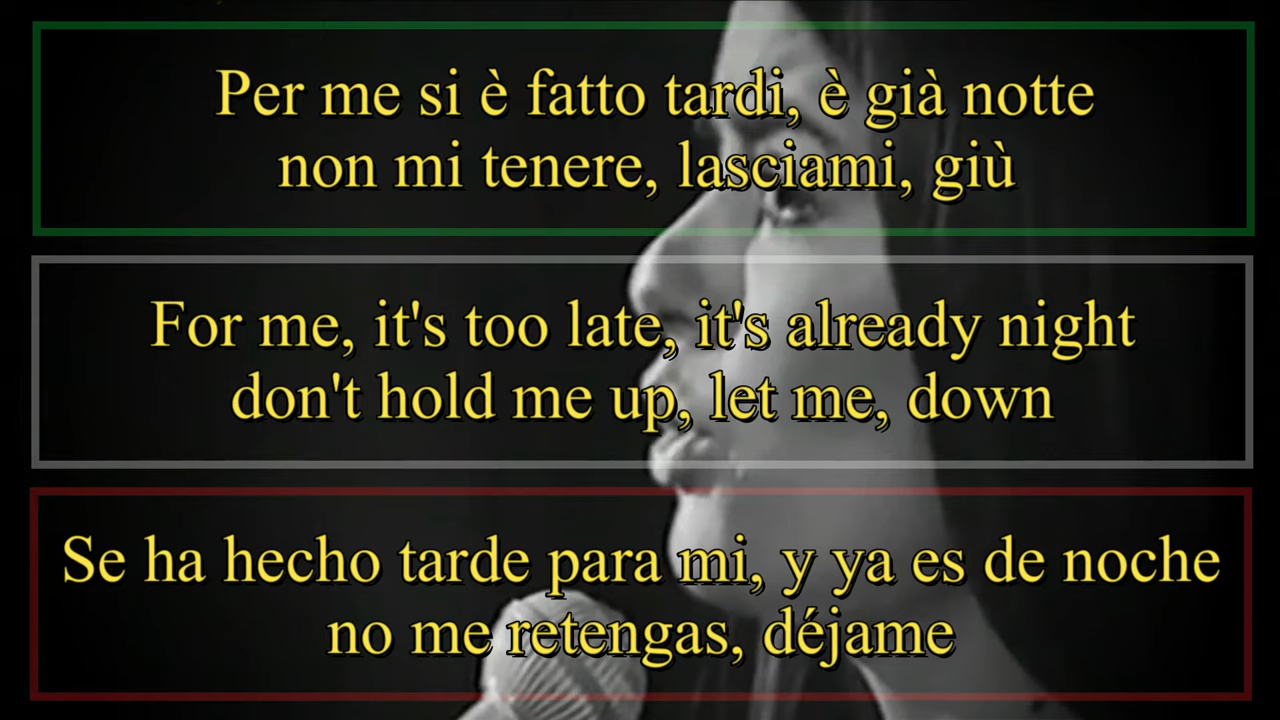 Per me si è fatto tardi, è già notte
non mi tenere, lasciami, giù
For me, it's too late, it's already night
don't hold me up, let me, down
Se ha hecho tarde para mi, y ya es de noche
no me retengas, déjame